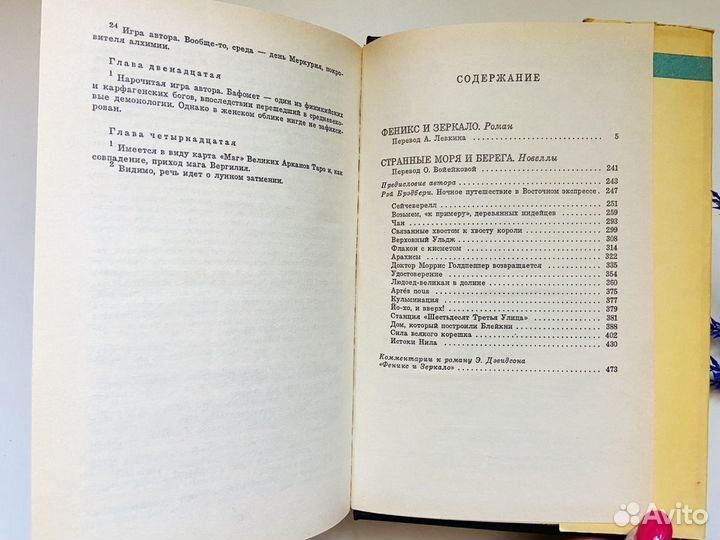 24 Игра автора. Вообще-то, среда — день Меркурия, покро-
вителя алхимии.
Глава двенадцатая
1 Нарочитая игра автора. Бафомет — один из финикийских
и карфагенских богов, впоследствии перешедший в средневеко-
вые демонологии. Однако в женском облике нигде не зафикси-
рован.
Глава четырнадцатая
1 Имеется в виду карта «Маг» Великих Арканов Таро и, как
совпадение, приход мага Вергилия.
2 Видимо, речь идет о лунном затмении.
СОДЕРЖАНИЕ
ФЕНИКС И ЗЕРКАЛО. Роман
Перевод А. Левкина 5
СТРАННЫЕ МОРЯ И БЕРЕГА. Новеллы
Перевод О. Войейковой 241
Предисловие автора 243
Рэй Брэдбери. Ночное путешествие в Восточном экспрессе. 247
Сейчеверелл 251
Возьмем, «к примеру», деревянных индейцев 259
Чан 293
Связанные хвостом к хвосту короли 299
Верховный Ульдж 308
Флакон с кисметом 314
Арахисы 322
Доктор Моррис Голдпеппер возвращается 335
Удостоверение 354
Людоед-великан в долине 360
Aprés nous 375
Кульминация 377
Йо-хо, и вверх! 379
Станция «Шестьдесят Третья Улица» 381
Дом, который построили Блейкни 388
Сила всякого корешка 402
Истоки Нила 430
Комментарии к роману Э. Дэвидсона
«Феникс и Зеркало» 473
Avito